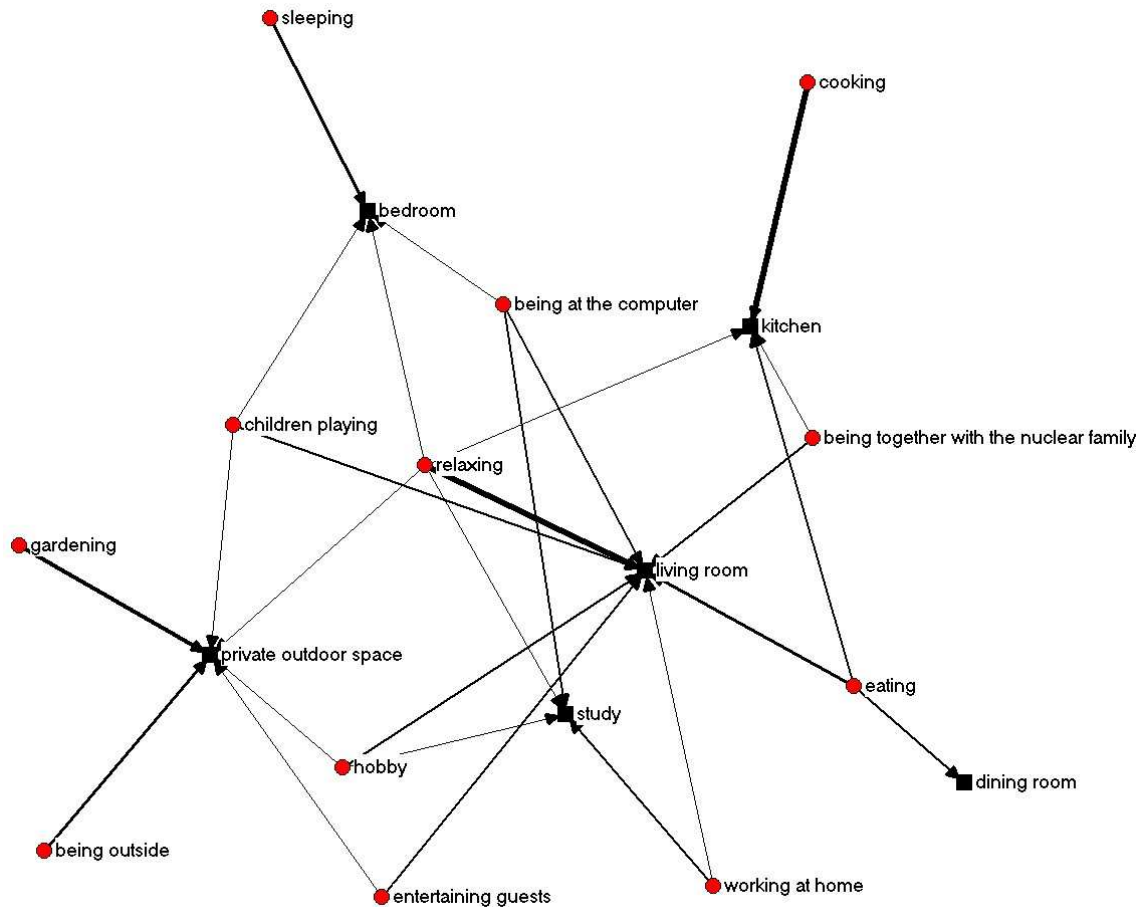 sleeping
cooking
bedroom
being at the computer
kitchen
children playing
being together with the nuclear family
relaxing
gardening
living room
private outdoor space
eating
study
hobby
dining room
being outside
working at home
entertaining guests